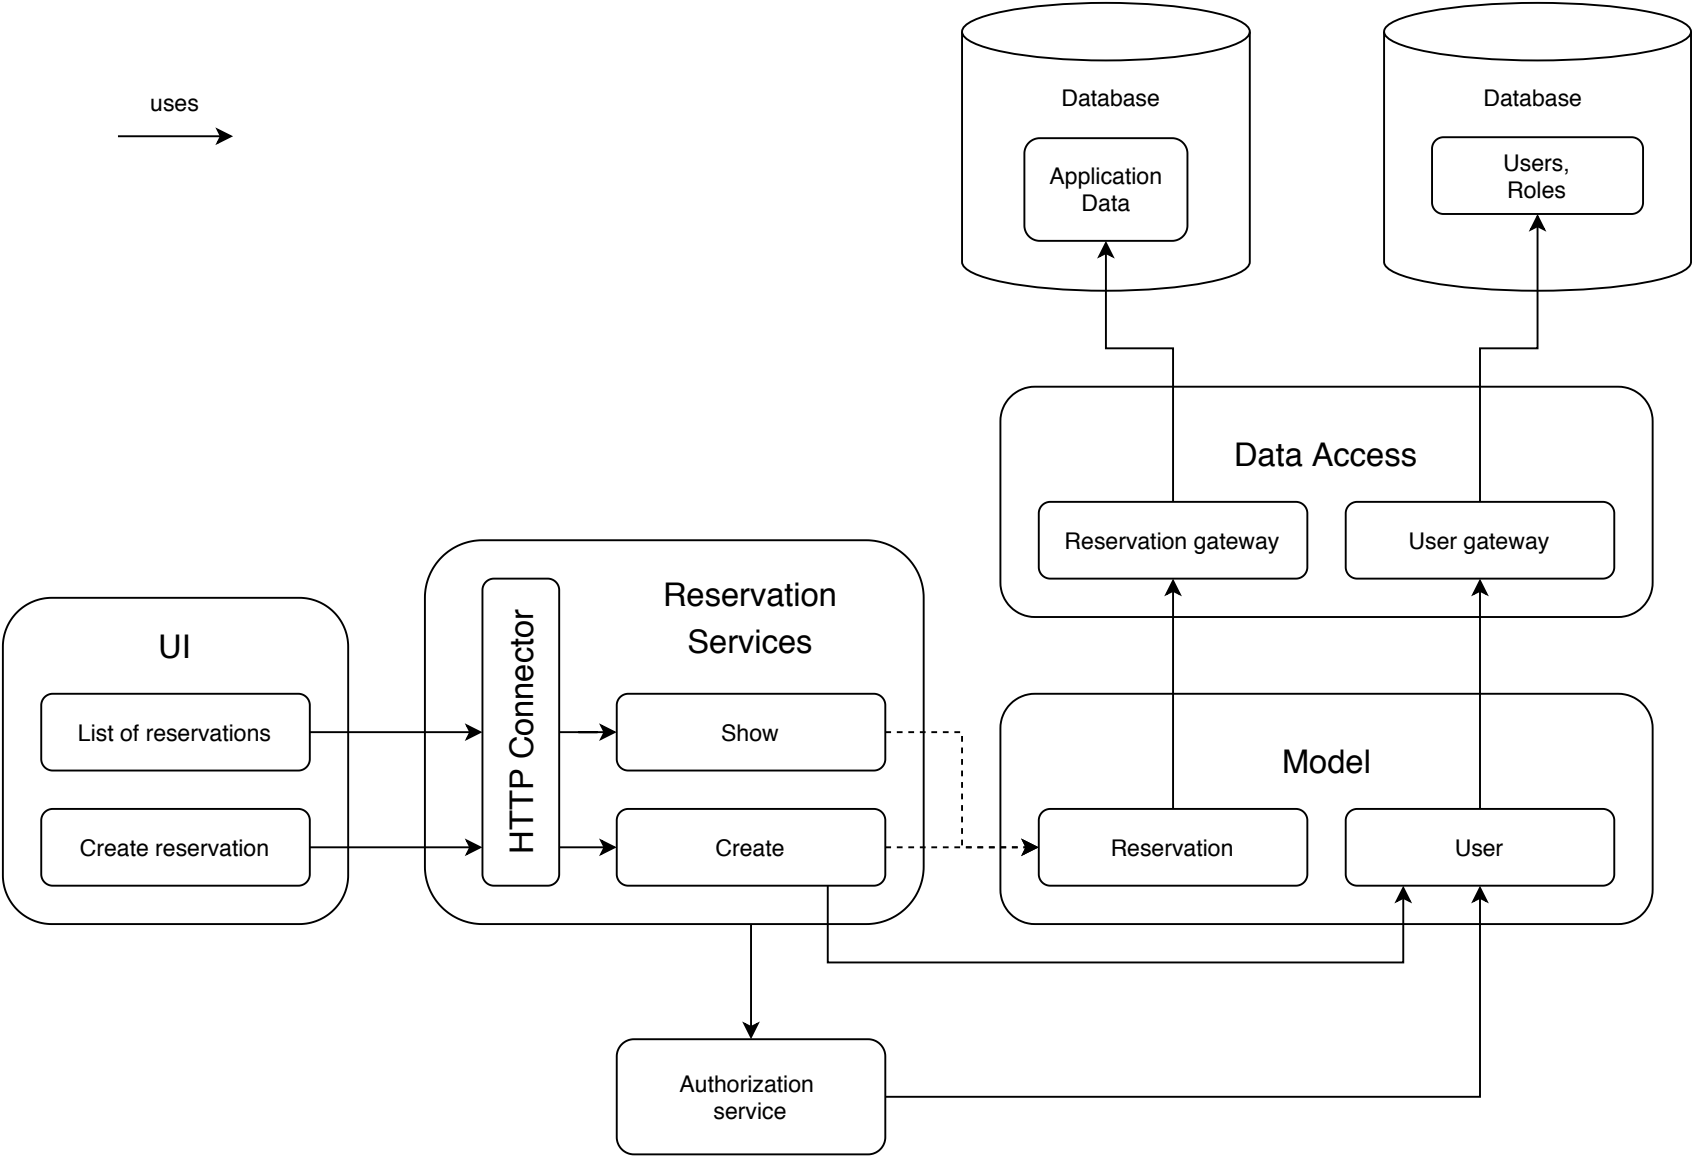 uses
Database
Application
Data
Database
Users,
Roles
Data Access
Reservation gateway
User gateway
UI
List of reservations
Create reservation
HTTP Connector
Reservation
Services
Show
Create
Model
Reservation
User
Authorization
service